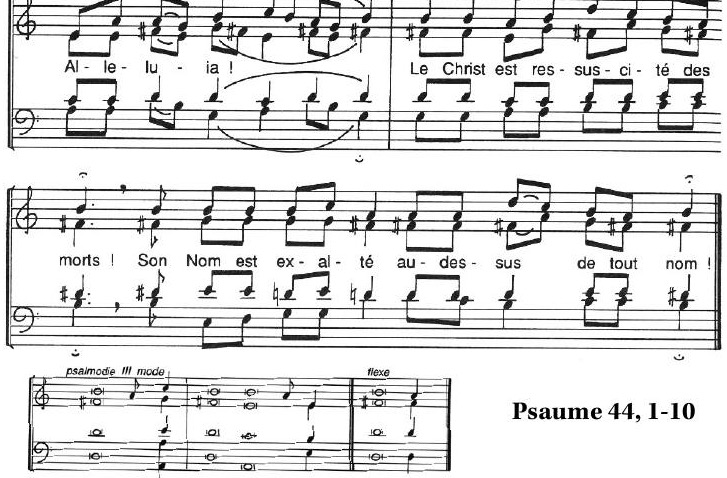 Al - le - lu - ia ! Le Christ est res - sus - ci - té des
morts ! Son Nom est ex - al - té au - des - sus de tout nom !
psalmodie III mode flexe
Psaume 44, 1-10